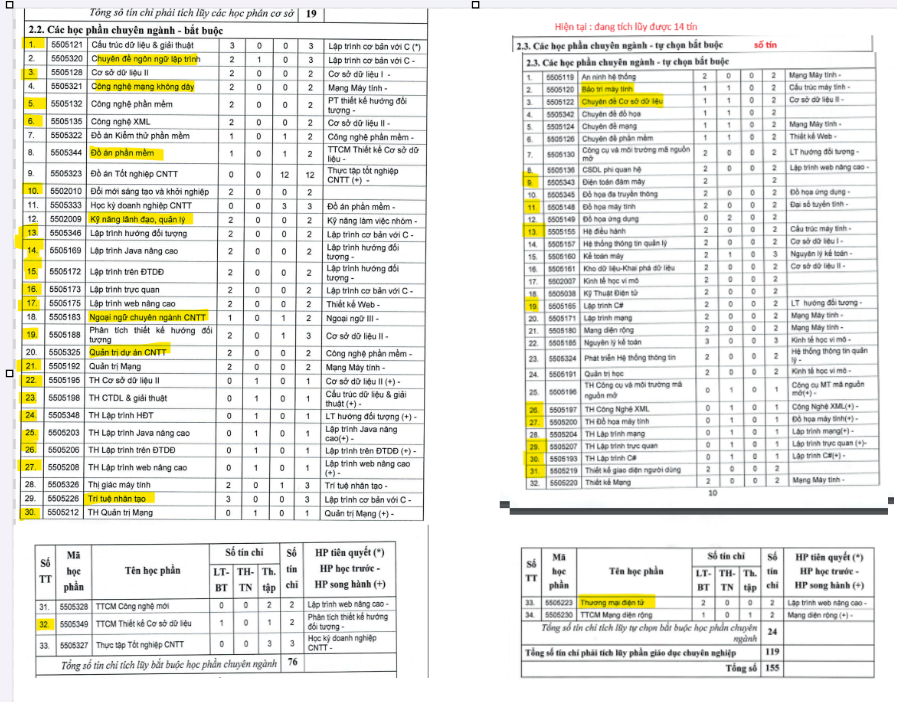 Tổng số tín chỉ phải tích lũy các học phần cơ sở 19
2.2. Các học phần chuyên ngành - bắt buộc
1. 5505121 Cấu trúc dữ liệu & giải thuật 3 0 0 3 Lập trình cơ bản với C (*)
2. 5505320 Chuyên đề ngôn ngữ lập trình 2 1 0 3 Lập trình cơ bản với C -
3. 5505128 Cơ sở dữ liệu II 2 0 0 2 Cơ sở dữ liệu I -
4. 5505321 Công nghệ mạng không dây 2 0 0 2 Mạng Máy tính -
5. 5505132 Công nghệ phần mềm 2 0 0 2 PT thiết kế hướng đối tượng -
6. 5505135 Công nghệ XML 2 0 0 2 Cơ sở dữ liệu II -
7. 5505322 Đồ án Kiểm thử phần mềm 1 0 1 2 Công nghệ phần mềm -
8. 5505344 Đồ án phần mềm 1 0 1 2 TTCM Thiết kế Cơ sở dữ liệu -
9. 5505323 Đồ án Tốt nghiệp CNTT 0 0 12 12 Thực tập tốt nghiệp CNTT (+) -
10. 5502010 Đổi mới sáng tạo và khởi nghiệp 2 0 0 2
11. 5505333 Học kỳ doanh nghiệp CNTT 0 0 3 3 Đồ án phần mềm -
12. 5502009 Kỹ năng lãnh đạo, quản lý 2 0 0 2 Kỹ năng làm việc nhóm -
13. 5505346 Lập trình hướng đối tượng 2 0 0 2 Lập trình cơ bản với C -
14. 5505169 Lập trình Java nâng cao 2 0 0 2 Lập trình hướng đối tượng -
15. 5505172 Lập trình trên ĐTDĐ 2 0 0 2 Lập trình hướng đối tượng -
16. 5505173 Lập trình trực quan 2 0 0 2 Lập trình cơ bản với C -
17. 5505175 Lập trình web nâng cao 2 0 0 2 Thiết kế Web -
18. 5505183 Ngoại ngữ chuyên ngành CNTT 1 0 1 2 Ngoại ngữ III -
19. 5505188 Phân tích thiết kế hướng đối tượng 2 0 1 3 Cơ sở dữ liệu II -
20. 5505325 Quản trị dự án CNTT 2 0 0 2 Công nghệ phần mềm -
21. 5505192 Quản trị Mạng 2 0 0 2 Mạng Máy tính -
22. 5505195 TH Cơ sở dữ liệu II 0 1 0 1 Cơ sở dữ liệu II (+) -
23. 5505198 TH CTDL & giải thuật 0 1 0 1 Cấu trúc dữ liệu & giải thuật (+) -
24. 5505348 TH Lập trình HĐT 0 1 0 1 LT hướng đối tượng (+) -
25. 5505203 TH Lập trình Java nâng cao 0 1 0 1 Lập trình Java nâng cao(+) -
26. 5505206 TH Lập trình trên ĐTDĐ 0 1 0 1 Lập trình trên ĐTDĐ (+) -
27. 5505208 TH Lập trình web nâng cao 0 1 0 1 Lập trình web nâng cao (+) -
28. 5505326 Thị giác máy tính 2 0 1 3 Trí tuệ nhân tạo -
29. 5505226 Trí tuệ nhân tạo 3 0 0 3 Lập trình cơ bản với C -
30. 5505212 TH Quản trị Mạng 0 1 0 1 Quản trị Mạng (+) -
Số TT Mã học phần Tên học phần Số tín chỉ LT-BT TH-TN Th. tập Số tín chỉ HP tiên quyết (*) HP học trước - HP song hành (+)
31. 5505328 TTCM Công nghệ mới 0 0 2 2 Lập trình web nâng cao -
32. 5505349 TTCM Thiết kế Cơ sở dữ liệu 1 0 1 2 Phân tích thiết kế hướng đối tượng -
33. 5505327 Thực tập Tốt nghiệp CNTT 0 0 3 3 Học kỳ doanh nghiệp CNTT -
Tổng số tín chỉ tích lũy bắt buộc học phần chuyên ngành 76
Hiện tại : đang tích lũy được 14 tín
2.3. Các học phần chuyên ngành - tự chọn bắt buộc số tín
2.3. Các học phần chuyên ngành - tự chọn bắt buộc
1. 5505119 An ninh hệ thống 2 0 0 2 Mạng Máy tính -
2. 5505120 Bảo trì máy tính 1 1 0 2 Cấu trúc máy tính -
3. 5505122 Chuyên đề Cơ sở dữ liệu 1 1 0 2 Cơ sở dữ liệu II -
4. 5505342 Chuyên đề đồ họa 1 1 0 2
5. 5505124 Chuyên đề mạng 1 1 0 2 Mạng Máy tính -
6. 5505126 Chuyên đề phần mềm 1 1 0 2 Thiết kế Web -
7. 5505130 Công cụ và môi trường mã nguồn mở 2 0 0 2 LT hướng đối tượng -
8. 5505136 CSDL phi quan hệ 2 0 0 2 Lập trình web nâng cao -
9. 5505343 Điện toán đám mây 2 2
10. 5505345 Đồ họa đa truyền thông 2 0 0 2 Đồ họa ứng dụng -
11. 5505148 Đồ họa máy tính 2 0 0 2 Đại số tuyến tính -
12. 5505149 Đồ họa ứng dụng 0 2 0 2
13. 5505155 Hệ điều hành 2 0 0 2 Cấu trúc máy tính -
14. 5505157 Hệ thống thông tin quản lý 2 0 0 2 Cơ sở dữ liệu I -
15. 5505160 Kế toán máy 2 1 0 3 Nguyên lý kế toán -
16. 5505161 Kho dữ liệu-Khai phá dữ liệu 2 0 0 2 Cơ sở dữ liệu II -
17. 5502007 Kinh tế học vi mô 2 0 0 2
18. 5505038 Kỹ Thuật Điện tử 2 0 0 2
19. 5505165 Lập trình C# 2 0 0 2 LT hướng đối tượng -
20. 5505171 Lập trình mạng 2 0 0 2 Mạng Máy tính -
21. 5505180 Mạng diện rộng 2 0 0 2 Mạng Máy tính -
22. 5505185 Nguyên lý kế toán 3 0 0 3 Kinh tế học vi mô -
23. 5505324 Phát triển Hệ thống thông tin 2 0 0 2 Hệ thống thông tin quản lý -
24. 5505191 Quản trị học 2 0 0 2 Kinh tế học vi mô -
25. 5505196 TH Công cụ và môi trường mã nguồn mở 0 1 0 1 Công cụ MT mã nguồn mở(+) -
26. 5505197 TH Công Nghệ XML 0 1 0 1 Công Nghệ XML(+) -
27. 5505200 TH Đồ họa máy tính 0 1 0 1 Đồ họa máy tính(+) -
28. 5505204 TH Lập trình mạng 0 1 0 1 Lập trình mạng(+) -
29. 5505207 TH Lập trình trực quan 0 1 0 1 Lập trình trực quan (+)-
30. 5505193 TH Lập trình C# 0 1 0 1 Lập trình C#(+) -
31. 5505219 Thiết kế giao diện người dùng 2 0 0 2
32. 5505220 Thiết kế Mạng 2 0 0 2 Mạng Máy tính -
10
Số TT Mã học phần Tên học phần Số tín chỉ LT-BT TH-TN Th. tập Số tín chỉ HP tiên quyết (*) HP học trước - HP song hành (+)
33. 5505223 Thương mại điện tử 2 0 0 2 Lập trình web nâng cao -
34. 5505230 TTCM Mạng diện rộng 1 0 1 2 Mạng diện rộng (+) -
Tổng số tín chỉ tích lũy tự chọn bắt buộc học phần chuyên ngành 24
Tổng số tín chỉ phải tích lũy phần giáo dục chuyên nghiệp 119
Tổng số 155